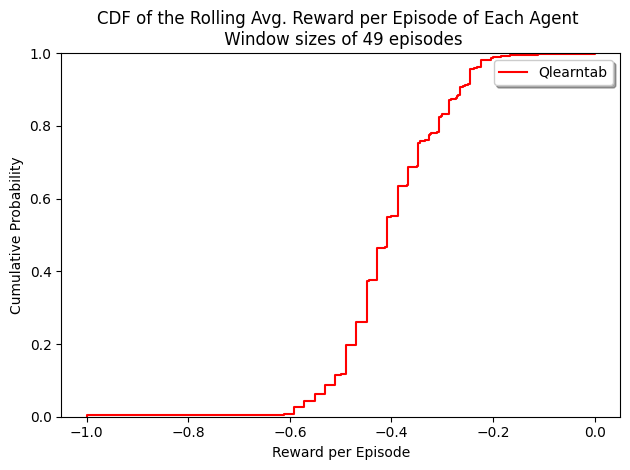 CDF of the Rolling Avg. Reward per Episode of Each Agent
Window sizes of 49 episodes
Qlearntab
Cumulative Probability
1.0
0.8
0.6
0.4
0.2
0.0
−1.0 −0.8 −0.6 −0.4 −0.2 0.0
Reward per Episode